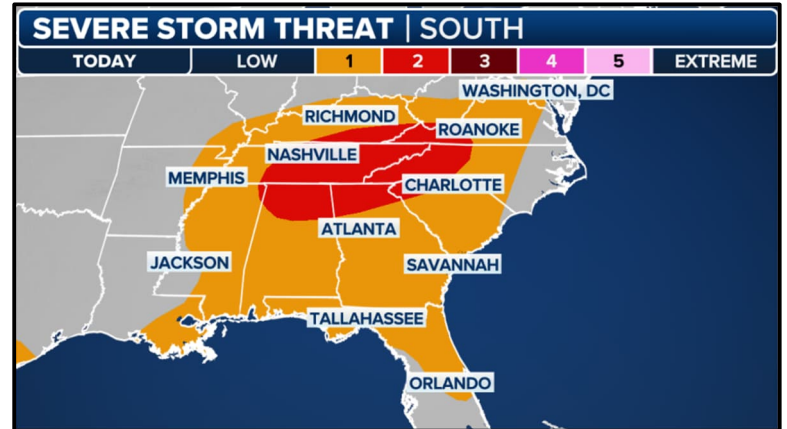 SEVERE STORM THREAT | SOUTH
TODAY LOW 1 2 3 4 5 EXTREME
WASHINGTON, DC
RICHMOND
ROANOKE
NASHVILLE
MEMPHIS
CHARLOTTE
ATLANTA
JACKSON
SAVANNAH
TALLAHASSEE
ORLANDO